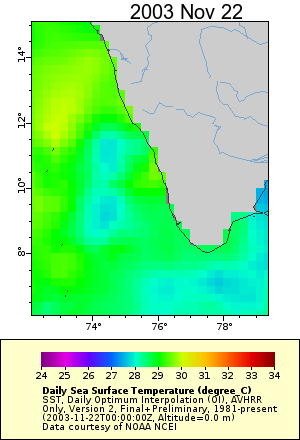 2003 Nov 22
14°
12°
10°
8°
74° 76° 78°
24 25 26 27 28 29 30 31 32 33 34
Daily Sea Surface Temperature (degree_C)
SST, Daily Optimum Interpolation (OI), AVHRR
Only, Version 2, Final+Preliminary, 1981-present
(2003-11-22T00:00:00Z, Altitude=0.0 m)
Data courtesy of NOAA NCEI